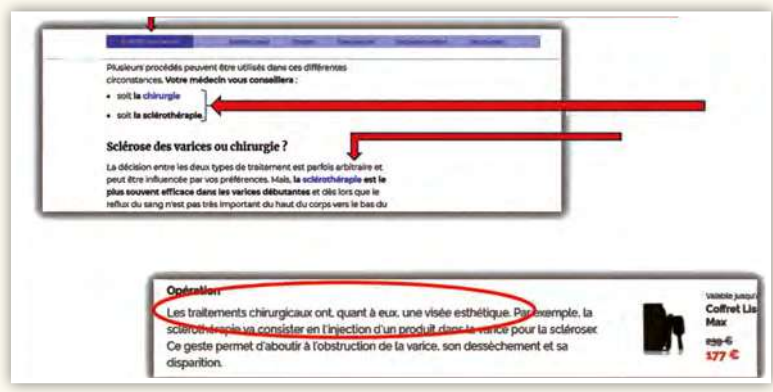 Plusieurs procédés peuvent être utilisés dans ces différentes
circonstances. Votre médecin vous conseillera :
• soit la chirurgie
• soit la sclérothérapie
Sclérose des varices ou chirurgie ?
La décision entre les deux types de traitement est parfois arbitraire et
peut être influencée par vos préférences. Mais, la sclérothérapie est le
plus souvent efficace dans les varices débutantes et dès lors que le
reflux du sang n'est pas très important du haut du corps vers le bas du
Opération
Les traitements chirurgicaux ont, quant à eux, une visée esthétique. Par exemple, la
sclérothérapie va consister en l'injection d'un produit dans la varice pour la scléroser.
Ce geste permet d'aboutir à l'obstruction de la varice, son dessèchement et sa
disparition.
Valable jusqu'
Coffret Lis
Max
239 €
177 €